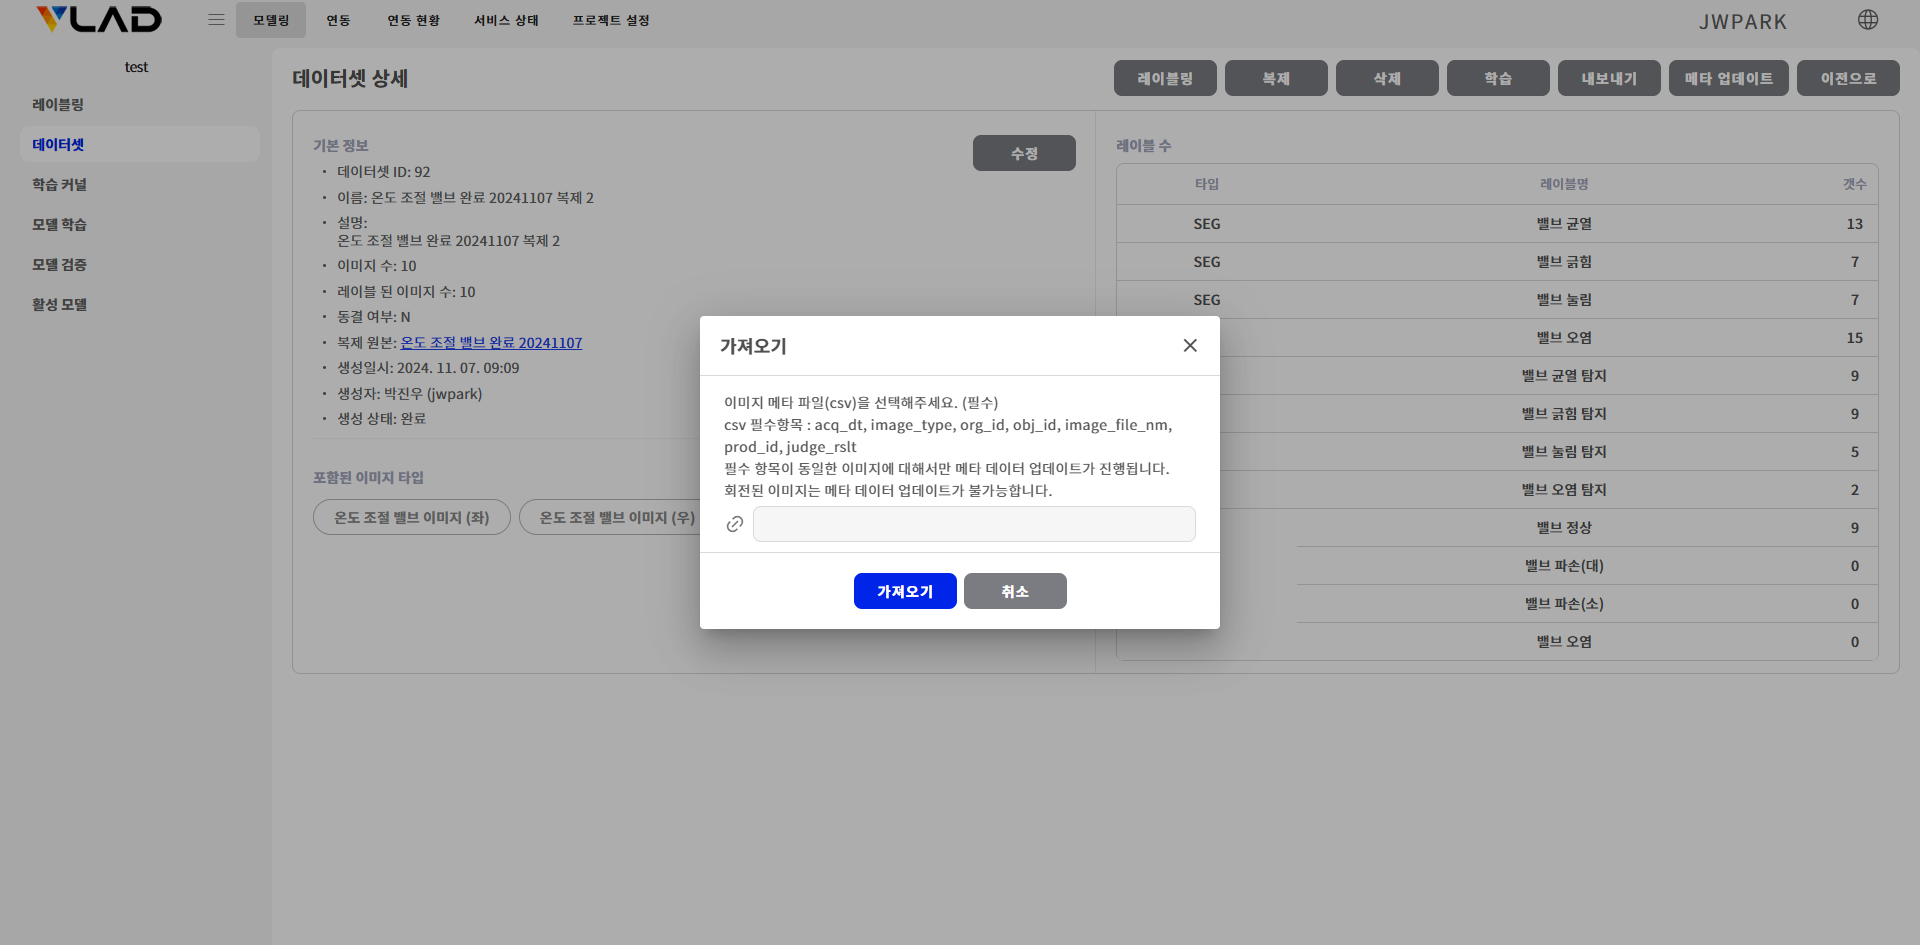 VLAD
모델링
연동
연동 현황
서비스 상태
프로젝트 설정
JWPARK
test
레이블링
데이터셋
학습 커널
모델 학습
모델 검증
활성 모델
데이터셋 상세
레이블링
복제
삭제
학습
내보내기
메타 업데이트
이전으로
기본 정보
수정
• 데이터셋 ID: 92
• 이름: 온도 조절 밸브 완료 20241107 복제 2
• 설명:
온도 조절 밸브 완료 20241107 복제 2
• 이미지 수: 10
• 레이블 된 이미지 수: 10
• 동결 여부: N
• 복제 원본: 온도 조절 밸브 완료 20241107
• 생성일시: 2024. 11. 07. 09:09
• 생성자: 박진우 (jwpark)
• 생성 상태: 완료
포함된 이미지 타입
온도 조절 밸브 이미지 (좌)
온도 조절 밸브 이미지 (우)
레이블 수
타입 레이블명 갯수
SEG 밸브 균열 13
SEG 밸브 긁힘 7
SEG 밸브 눌림 7
밸브 오염 15
밸브 균열 탐지 9
밸브 긁힘 탐지 9
밸브 눌림 탐지 5
밸브 오염 탐지 2
밸브 정상 9
밸브 파손(대) 0
밸브 파손(소) 0
밸브 오염 0
가져오기
이미지 메타 파일(csv)을 선택해주세요. (필수)
csv 필수항목 : acq_dt, image_type, org_id, obj_id, image_file_nm,
prod_id, judge_rslt
필수 항목이 동일한 이미지에 대해서만 메타 데이터 업데이트가 진행됩니다.
회전된 이미지는 메타 데이터 업데이트가 불가능합니다.
가져오기
취소